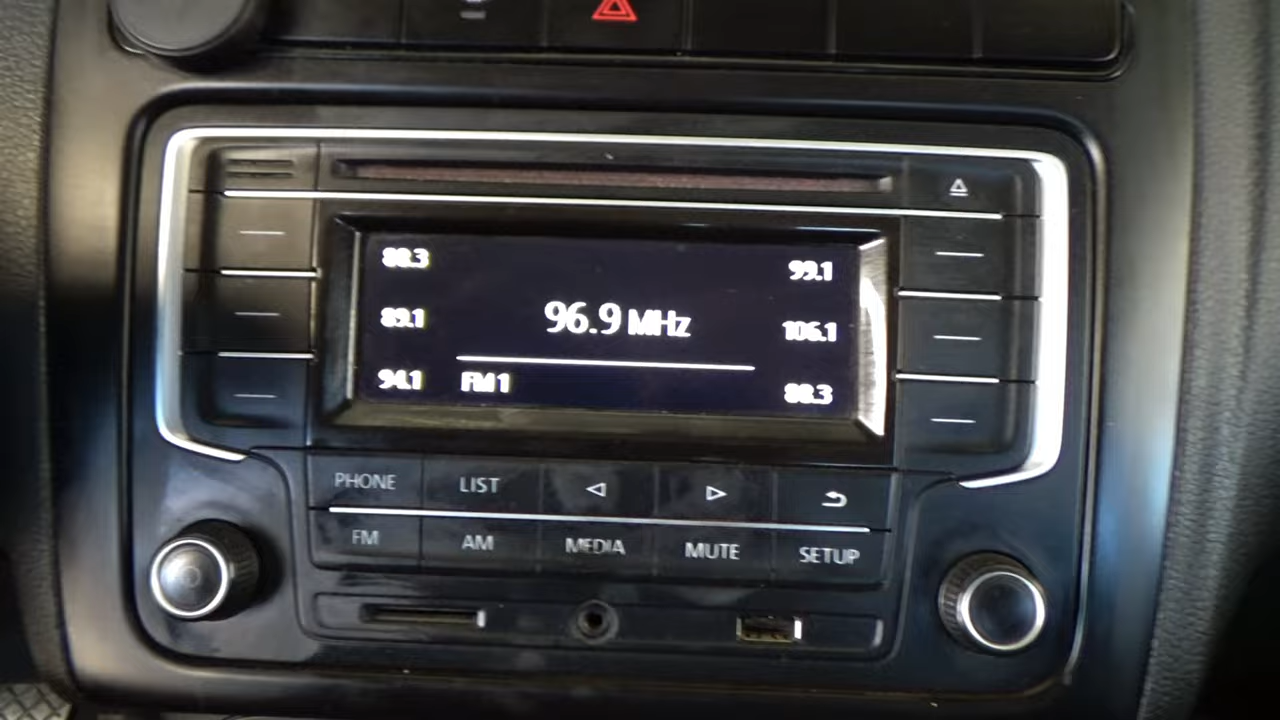 88.3
99.1
96.9 MHz
89.1
106.1
94.1
FM1
88.3
PHONE
LIST
FM
AM
MEDIA
MUTE
SETUP